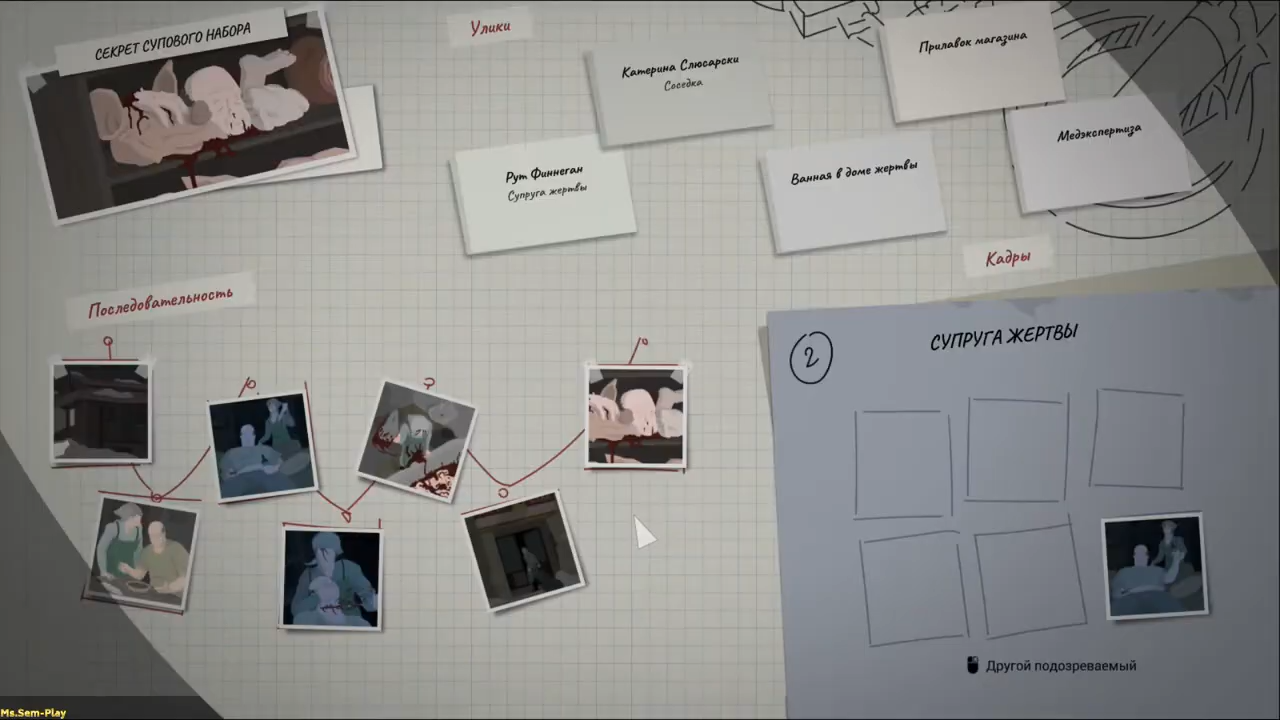 СЕКРЕТ СУПОВОГО НАБОРА
Улики
Катерина Слюсарски
Соседка
Прилавок магазина
Рут Финнеган
Супруга жертвы
Ванная в доме жертвы
Медэкспертиза
Кадры
Последовательность
2
СУПРУГА ЖЕРТВЫ
Другой подозреваемый
Ms.Sem-Play